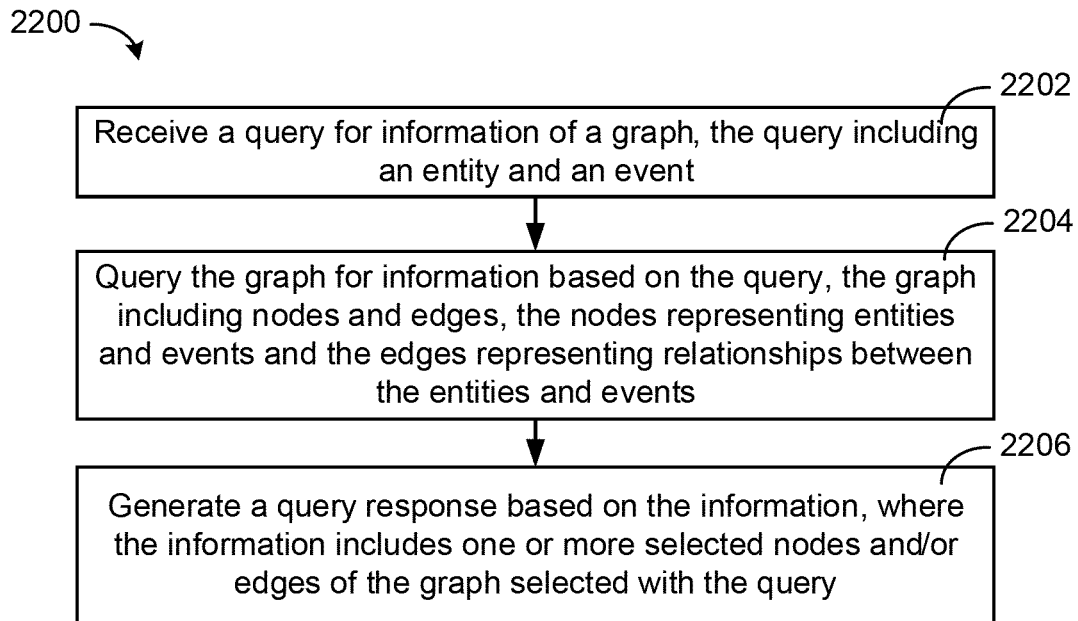 2200
2202
Receive a query for information of a graph, the query including
an entity and an event
2204
Query the graph for information based on the query, the graph
including nodes and edges, the nodes representing entities
and events and the edges representing relationships between
the entities and events
2206
Generate a query response based on the information, where
the information includes one or more selected nodes and/or
edges of the graph selected with the query